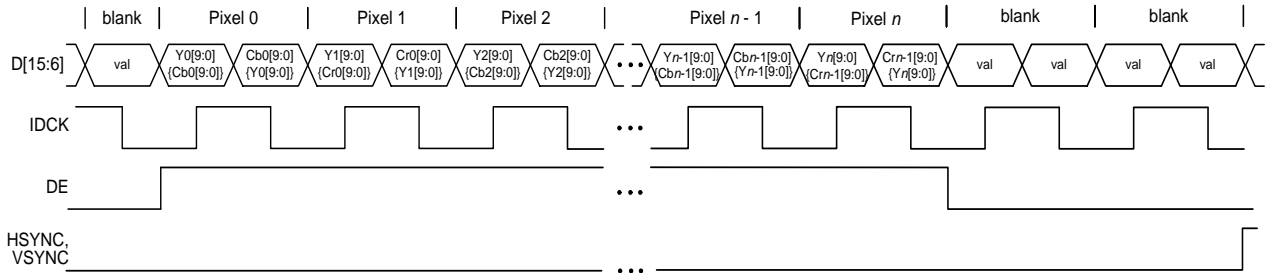 blank Pixel 0 Pixel 1 Pixel 2 Pixel n - 1 Pixel n blank blank
D[15:6] val Y0[9:0] Cb0[9:0] Y1[9:0] Cr0[9:0] Y2[9:0] Cb2[9:0] ••• Yn-1[9:0] Cbn-1[9:0] Yn[9:0] Crn-1[9:0] val val val val
{Cb0[9:0]} {Y0[9:0]} {Cr0[9:0]} {Y1[9:0]} {Cb2[9:0]} {Y2[9:0]} {Cbn-1[9:0]} {Yn-1[9:0]} {Crn-1[9:0]} {Yn[9:0]}
IDCK •••
DE •••
HSYNC,
VSYNC •••